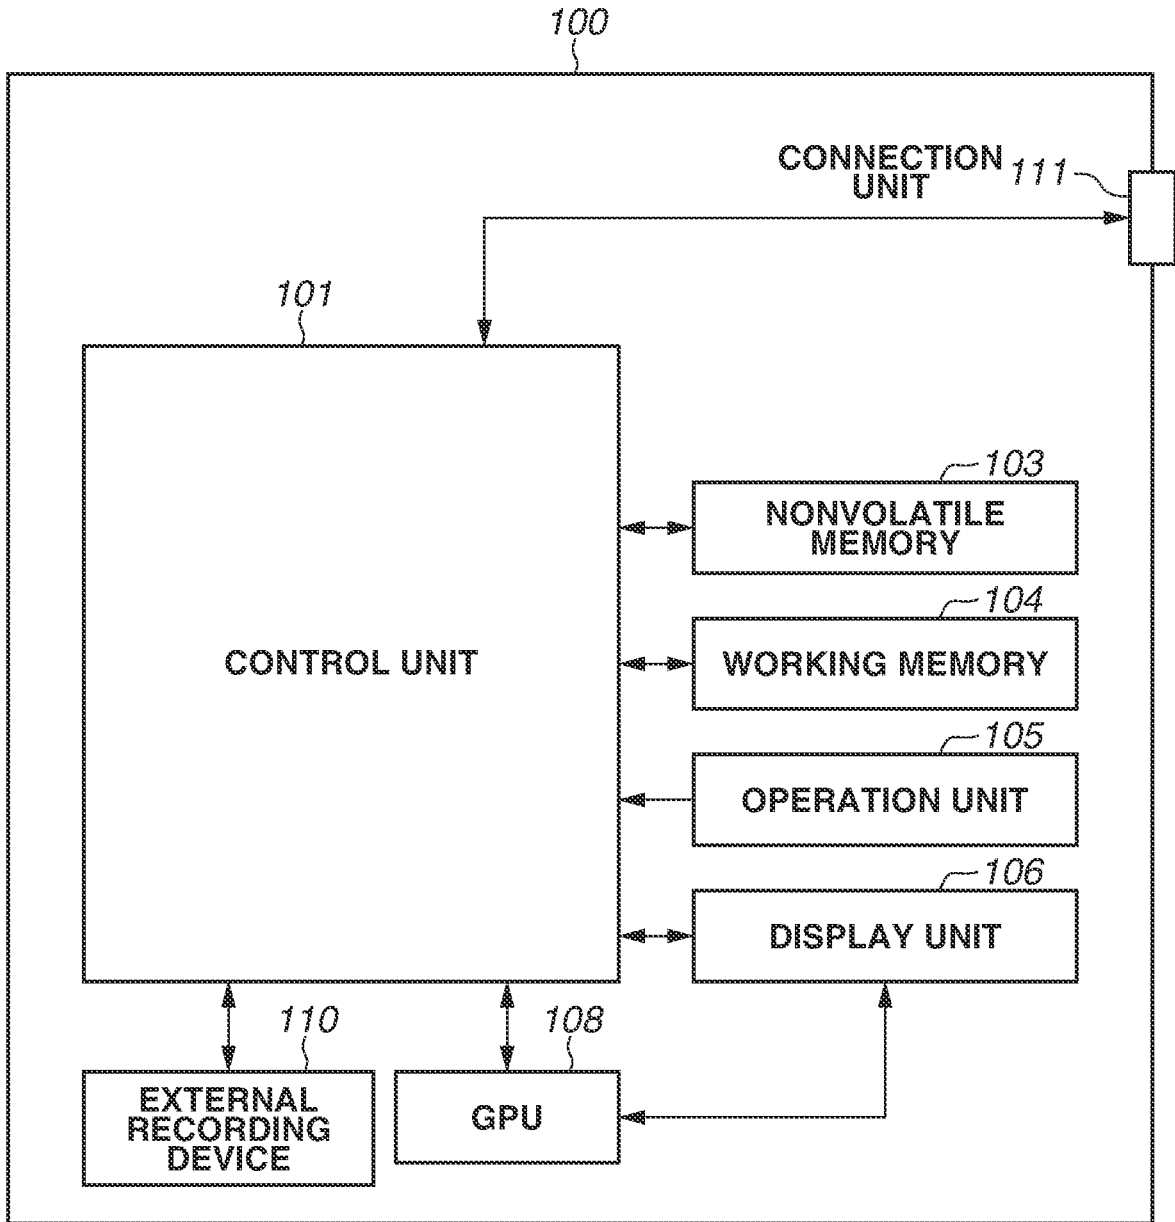 100
CONNECTION
UNIT
111
101
103
NONVOLATILE
MEMORY
104
CONTROL UNIT
WORKING MEMORY
105
OPERATION UNIT
106
DISPLAY UNIT
110
108
EXTERNAL
RECORDING
DEVICE
GPU